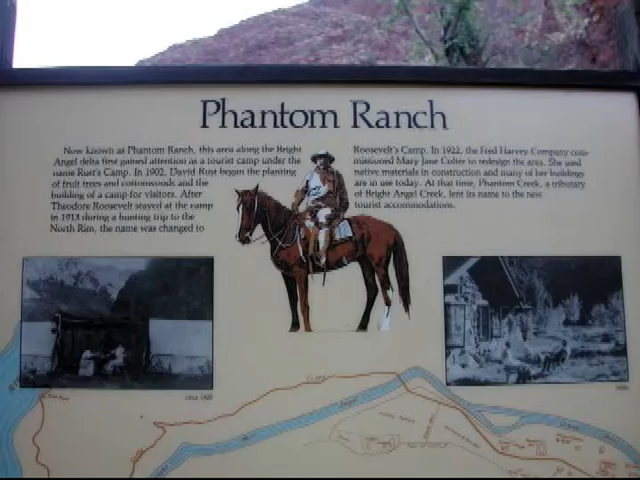 Phantom Ranch
Now known as Phantom Ranch, this area along the Bright
Angel delta first gained attention as a tourist camp under the
name Rust's Camp. In 1902, David Rust began the planting
of fruit trees and cottonwoods and the
building of a camp for visitors. After
Theodore Roosevelt stayed at the camp
in 1913 during a hunting trip to the
North Rim, the name was changed to
Roosevelt's Camp. In 1922, the Fred Harvey Company com-
missioned Mary Jane Colter to redesign the area. She used
native materials in construction and many of her buildings
are in use today. At that time, Phantom Creek, a tributary
of Bright Angel Creek, lent its name to the new
tourist accommodations.